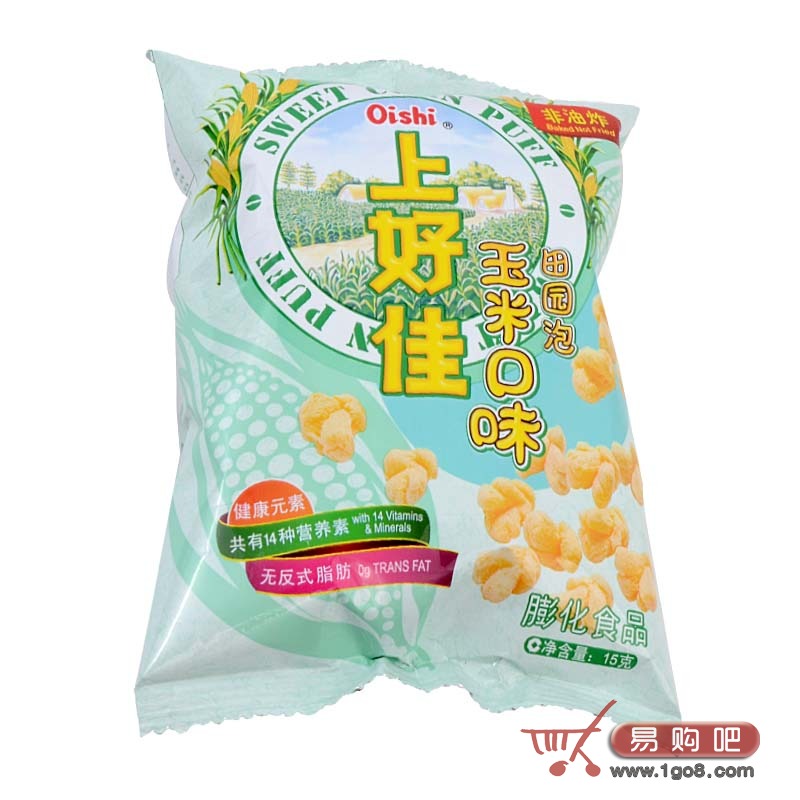 SWEET CORN PUFF
Oishi ®
上好佳
非油炸
Baked Not Fried
田园泡
玉米口味
N PUFF
健康元素
共有14种营养素 with 14 Vitamins & Minerals
无反式脂肪 0g TRANS FAT
膨化食品
净含量：15克
易购吧
www.1go8.com